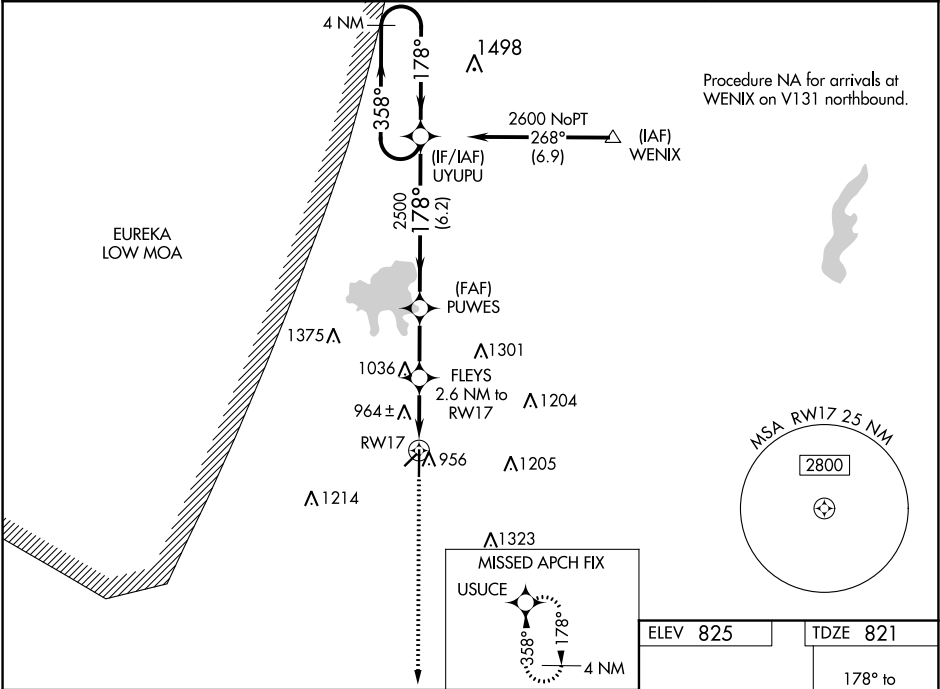 4 NM
178°
358°
1498
Procedure NA for arrivals at
WENIX on V131 northbound.
2600 NoPT
268°
(6.9)
(IAF)
WENIX
(IF/IAF)
UYUPU
2500
178°
(6.2)
EUREKA
LOW MOA
(FAF)
PUWES
1375
1301
1036
FLEYS
2.6 NM to
RW17
1204
964±
RW17
956
1205
1214
MSA RW17 25 NM
2800
1323
MISSED APCH FIX
USUCE
358°
178°
4 NM
ELEV 825
TDZE 821
178° to